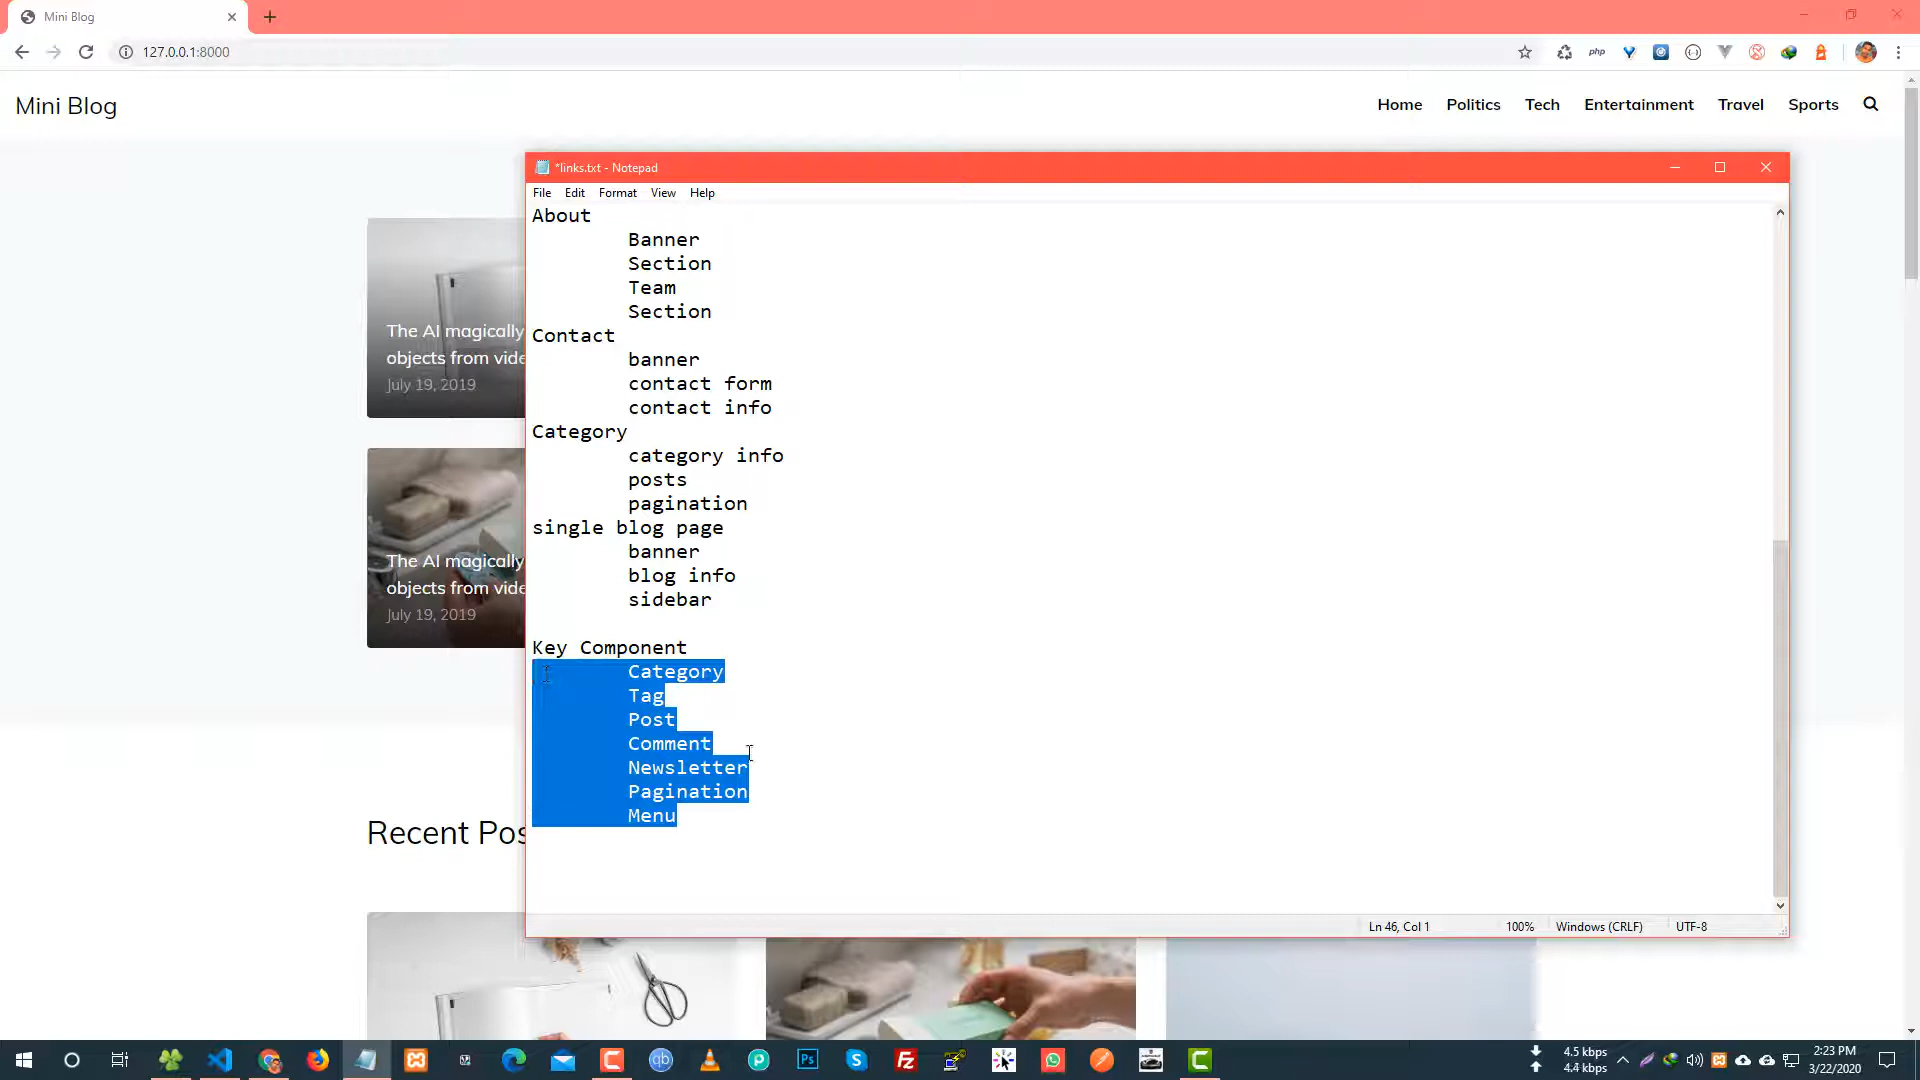 Mini Blog
127.0.0.1:8000
php
Mini Blog
Home Politics Tech Entertainment Travel Sports
*links.txt - Notepad
File Edit Format View Help
About
Banner
Section
Team
Section
Contact
banner
contact form
contact info
Category
category info
posts
pagination
single blog page
banner
blog info
sidebar
Key Component
Category
Tag
Post
Comment
Newsletter
Pagination
Menu
Ln 46, Col 1 100% Windows (CRLF) UTF-8
The AI magically
objects from vide
July 19, 2019
The AI magically
objects from vide
July 19, 2019
Recent Pos
4.5 kbps
4.4 kbps
2:23 PM
3/22/2020